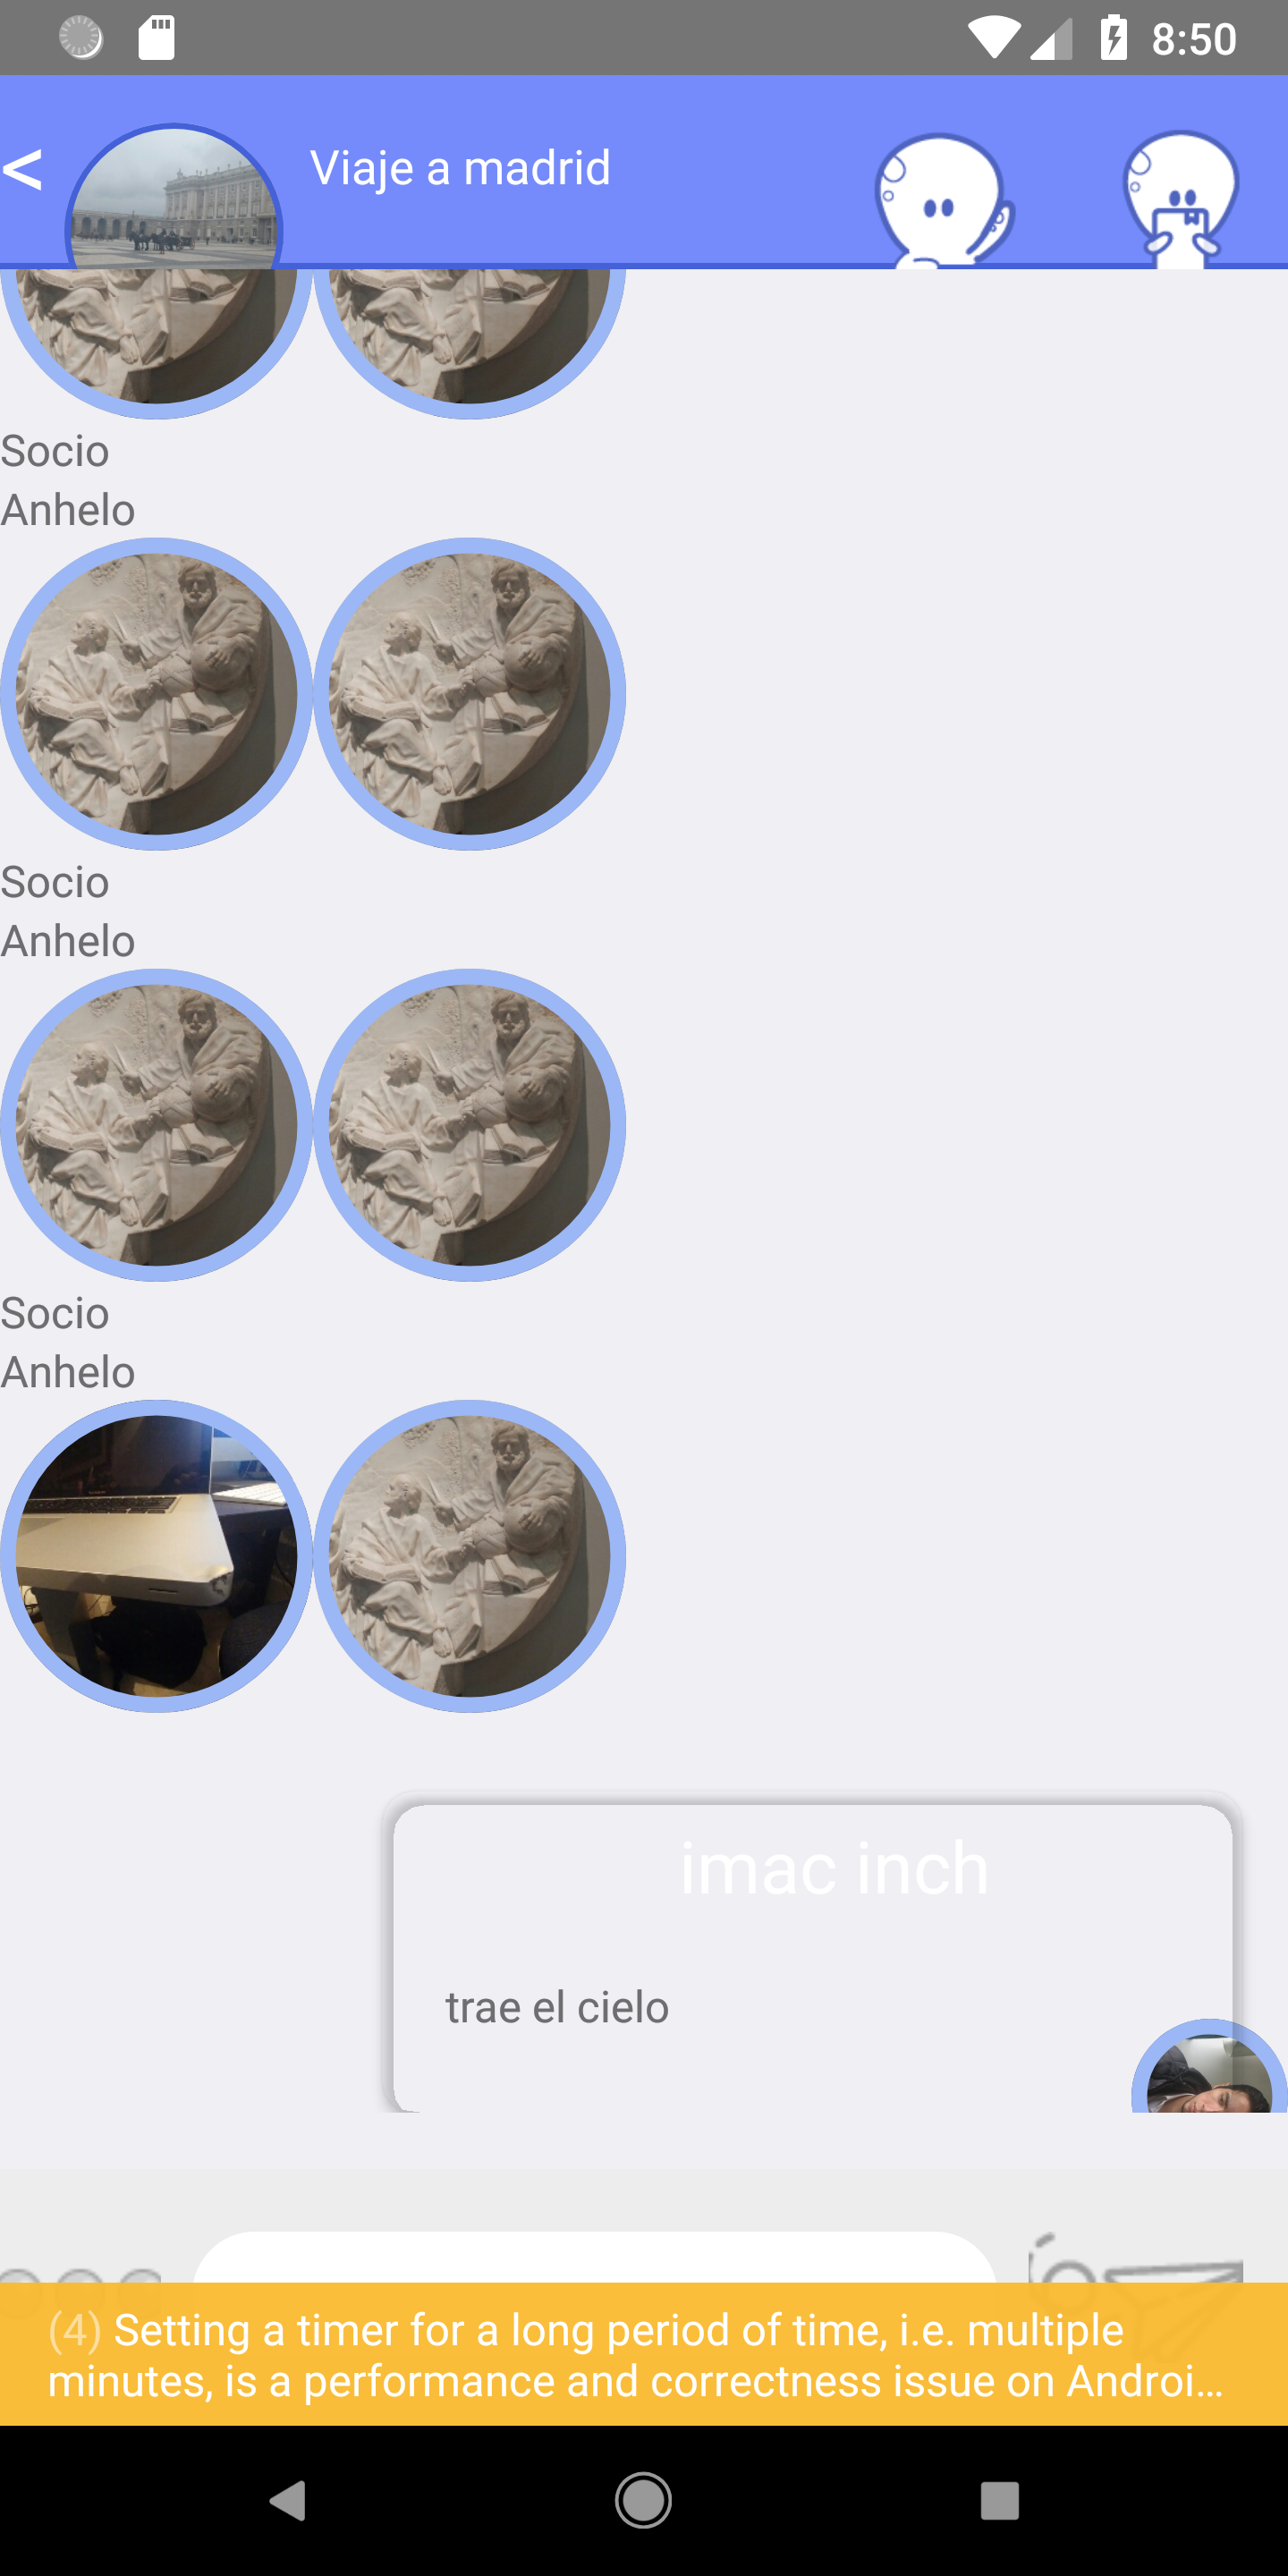 8:50
< Viaje a madrid
Socio
Anhelo
Socio
Anhelo
Socio
Anhelo
imac inch
trae el cielo
(4) Setting a timer for a long period of time, i.e. multiple
minutes, is a performance and correctness issue on Androi...